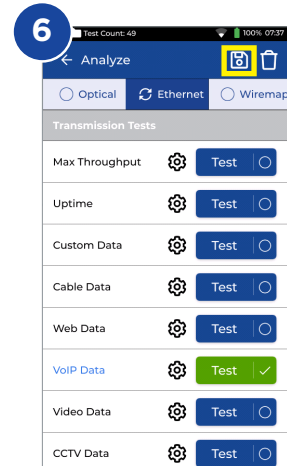 6
Test Count: 49 100% 07:37
Analyze
Optical Ethernet Wiremap
Transmission Tests
Max Throughput Test
Uptime Test
Custom Data Test
Cable Data Test
Web Data Test
VoIP Data Test
Video Data Test
CCTV Data Test